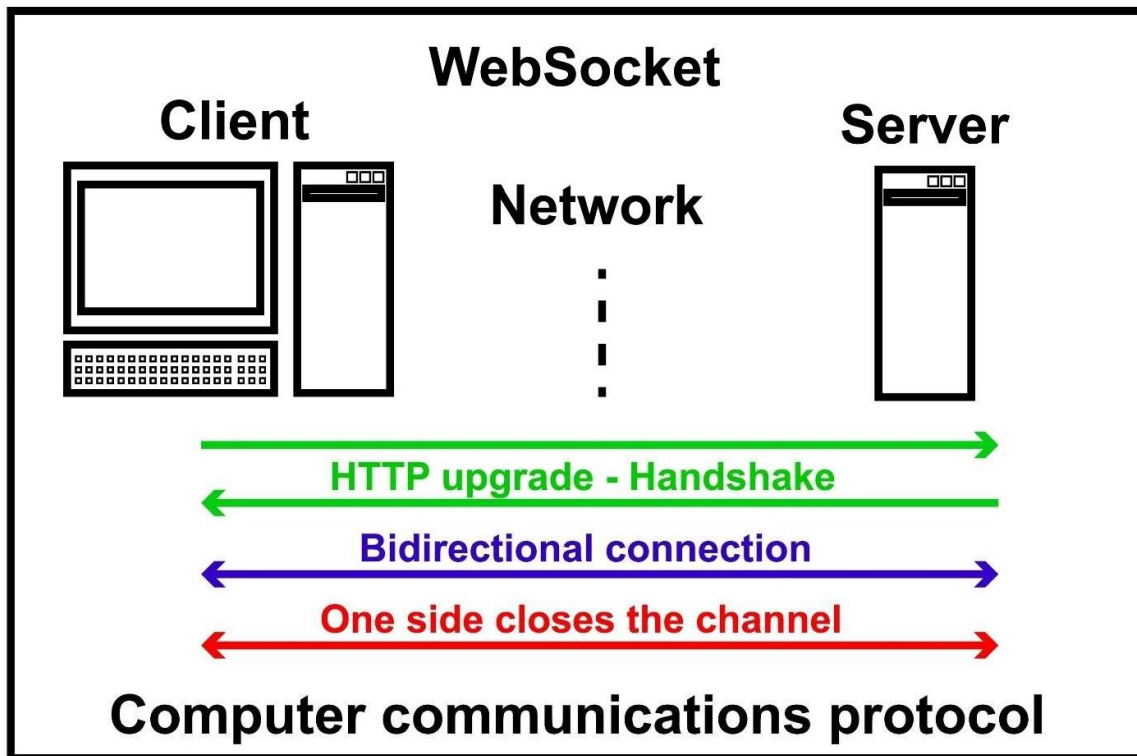 WebSocket
Client
Server
Network
HTTP upgrade - Handshake
Bidirectional connection
One side closes the channel
Computer communications protocol